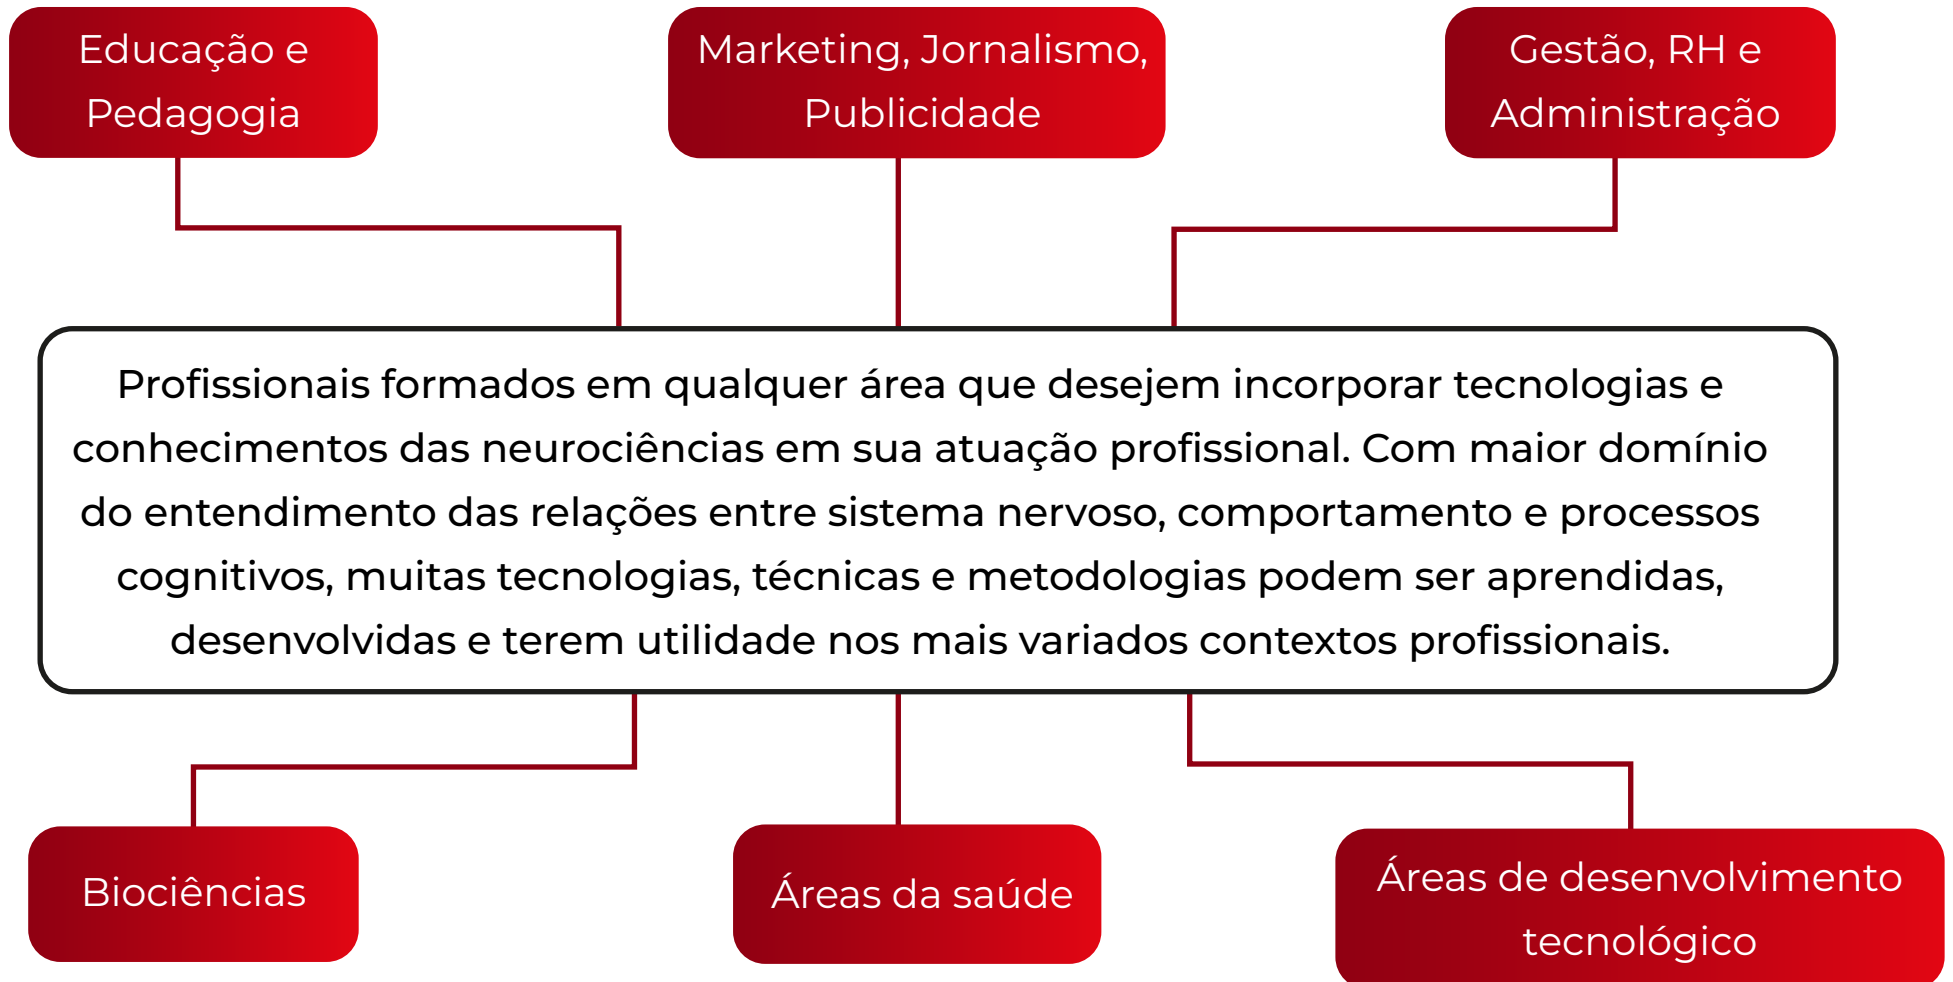 Educação e
Pedagogia
Marketing, Jornalismo,
Publicidade
Gestão, RH e
Administração
Profissionais formados em qualquer área que desejem incorporar tecnologias e
conhecimentos das neurociências em sua atuação profissional. Com maior domínio
do entendimento das relações entre sistema nervoso, comportamento e processos
cognitivos, muitas tecnologias, técnicas e metodologias podem ser aprendidas,
desenvolvidas e terem utilidade nos mais variados contextos profissionais.
Biociências
Áreas da saúde
Áreas de desenvolvimento
tecnológico